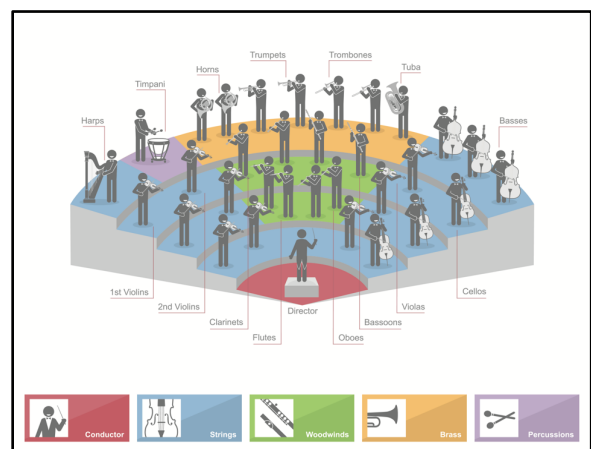 Trumpets
Trombones
Horns
Tuba
Timpani
Harps
Basses
1st Violins
2nd Violins
Clarinets
Flutes
Director
Oboes
Bassoons
Violas
Cellos
Conductor
Strings
Woodwinds
Brass
Percussions